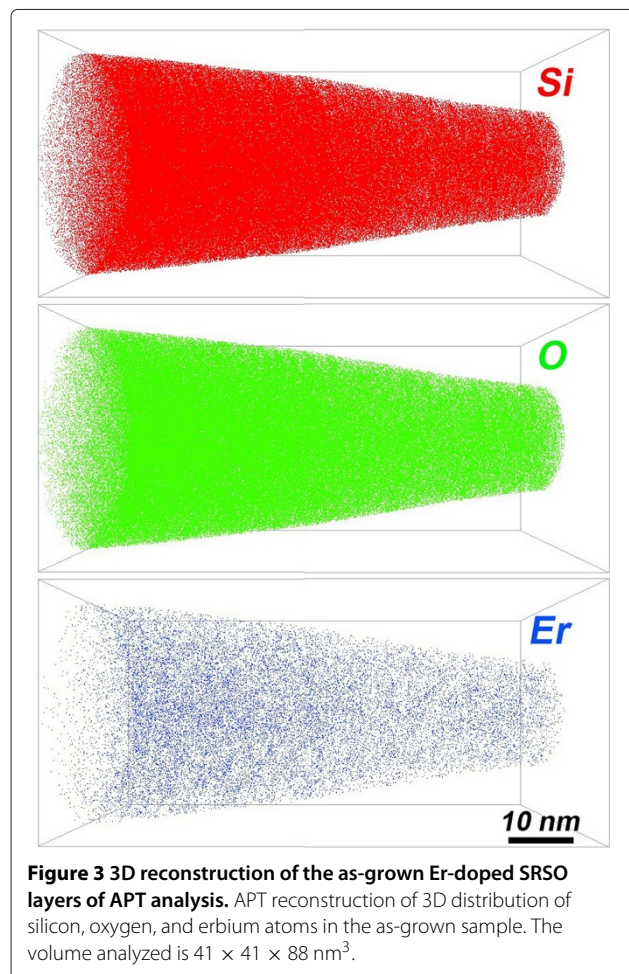 Si
O
Er
10 nm
Figure 3 3D reconstruction of the as-grown Er-doped SRSO
layers of APT analysis. APT reconstruction of 3D distribution of
silicon, oxygen, and erbium atoms in the as-grown sample. The
volume analyzed is 41 × 41 × 88 nm³.